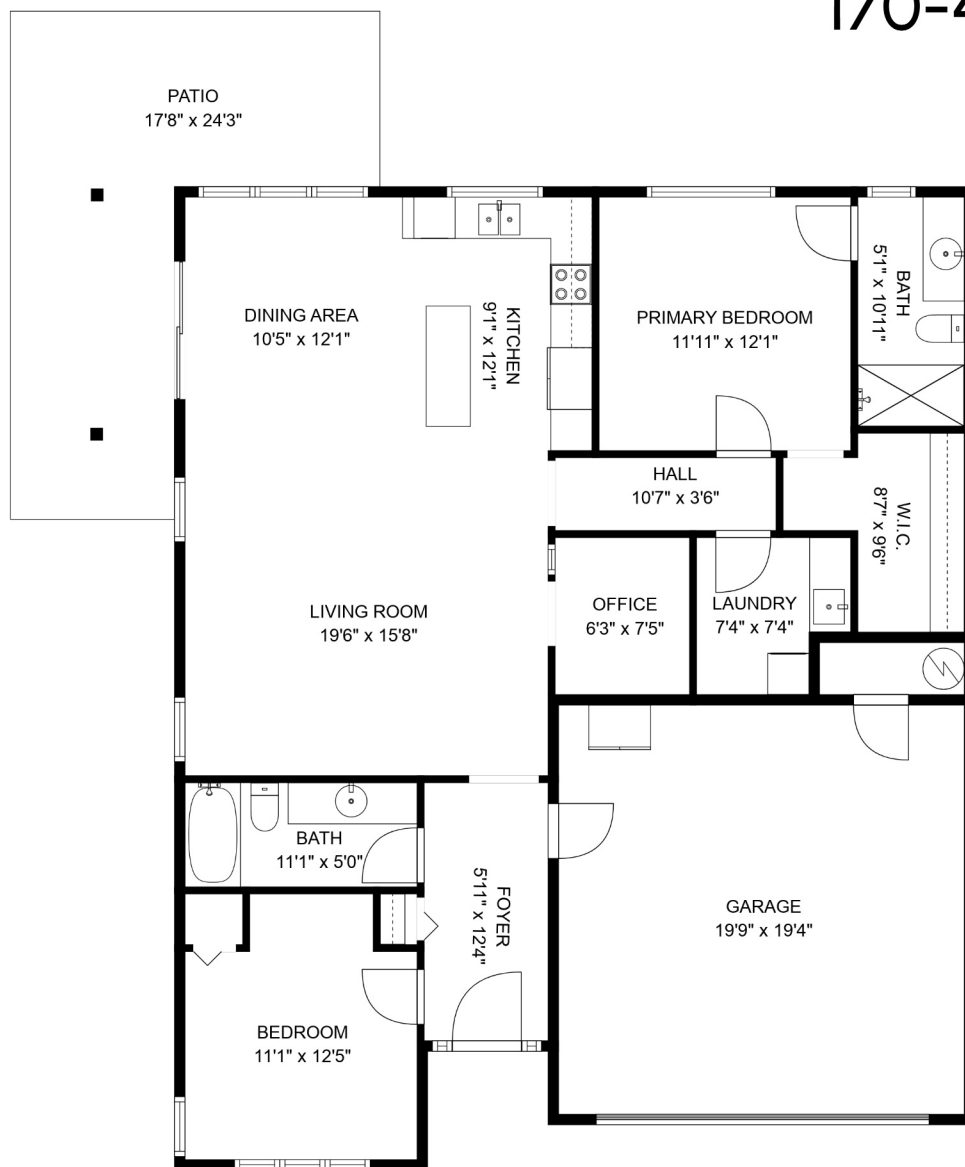 170-4
PATIO
17'8" x 24'3"
DINING AREA
10'5" x 12'1"
KITCHEN
9'1" x 12'1"
PRIMARY BEDROOM
11'11" x 12'1"
BATH
5'1" x 10'11"
HALL
10'7" x 3'6"
W.I.C.
8'7" x 9'6"
LIVING ROOM
19'6" x 15'8"
OFFICE
6'3" x 7'5"
LAUNDRY
7'4" x 7'4"
BATH
11'1" x 5'0"
FOYER
5'11" x 12'4"
GARAGE
19'9" x 19'4"
BEDROOM
11'1" x 12'5"